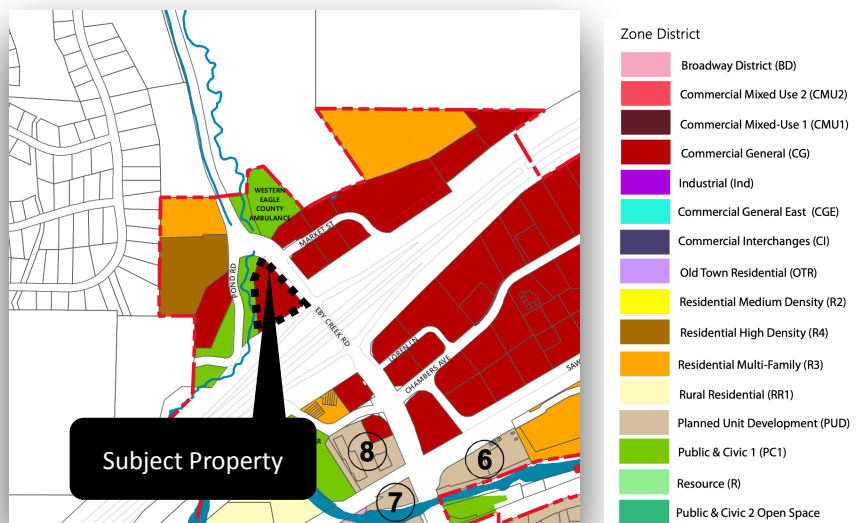 WESTERN
EAGLE
COUNTY
AMBULANCE
MARKET ST
POND RD
EBY CREEK RD
LOREN LN
CHAMBERS AVE
SAW
R
8
6
7
Subject Property
Zone District
Broadway District (BD)
Commercial Mixed Use 2 (CMU2)
Commercial Mixed-Use 1 (CMU1)
Commercial General (CG)
Industrial (Ind)
Commercial General East (CGE)
Commercial Interchanges (CI)
Old Town Residential (OTR)
Residential Medium Density (R2)
Residential High Density (R4)
Residential Multi-Family (R3)
Rural Residential (RR1)
Planned Unit Development (PUD)
Public & Civic 1 (PC1)
Resource (R)
Public & Civic 2 Open Space